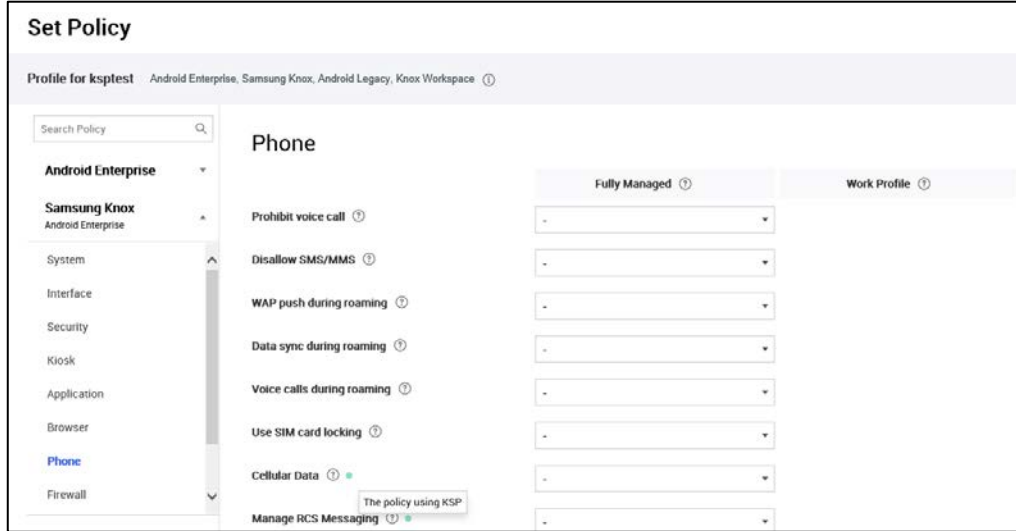 Set Policy
Profile for ksptest Android Enterprise, Samsung Knox, Android Legacy, Knox Workspace
Search Policy
Android Enterprise
Samsung Knox
Android Enterprise
System
Interface
Security
Kiosk
Application
Browser
Phone
Firewall
Phone
Fully Managed Work Profile
Prohibit voice call -
Disallow SMS/MMS -
WAP push during roaming -
Data sync during roaming -
Voice calls during roaming -
Use SIM card locking -
Cellular Data -
The policy using KSP
Manage RCS Messaging -